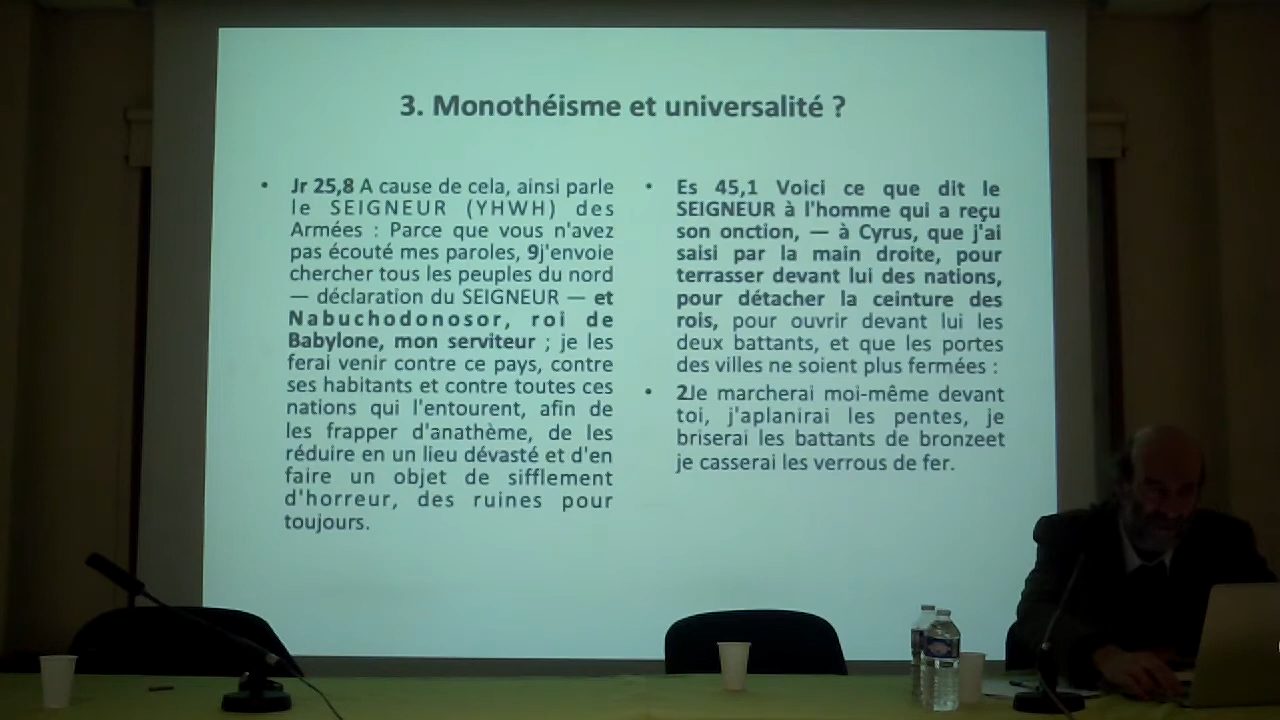 3. Monothéisme et universalité ?
• Jr 25,8 A cause de cela, ainsi parle
le SEIGNEUR (YHWH) des
Armées : Parce que vous n'avez
pas écouté mes paroles, 9j'envoie
chercher tous les peuples du nord
— déclaration du SEIGNEUR — et
Nabuchodonosor, roi de
Babylone, mon serviteur ; je les
ferai venir contre ce pays, contre
ses habitants et contre toutes ces
nations qui l'entourent, afin de
les frapper d'anathème, de les
réduire en un lieu dévasté et d'en
faire un objet de sifflement
d'horreur, des ruines pour
toujours.
• Es 45,1 Voici ce que dit le
SEIGNEUR à l'homme qui a reçu
son onction, — à Cyrus, que j'ai
saisi par la main droite, pour
terrasser devant lui des nations,
pour détacher la ceinture des
rois, pour ouvrir devant lui les
deux battants, et que les portes
des villes ne soient plus fermées :
• 2Je marcherai moi-même devant
toi, j'aplanirai les pentes, je
briserai les battants de bronzeet
je casserai les verrous de fer.